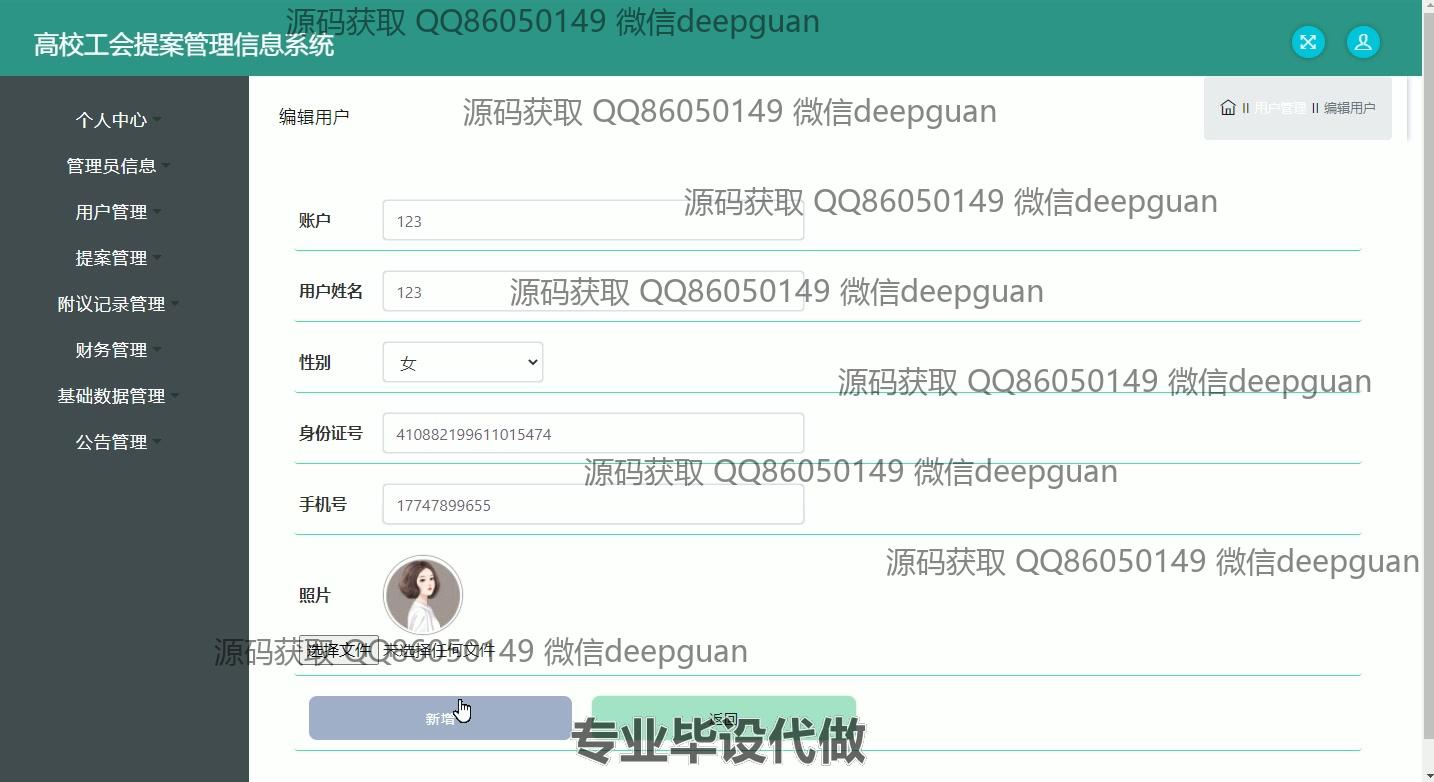 源码获取 QQ86050149 微信deepguan
高校工会提案管理信息系统
个人中心
管理员信息
用户管理
提案管理
附议记录管理
财务管理
基础数据管理
公告管理
编辑用户
源码获取 QQ86050149 微信deepguan
II 用户管理 II 编辑用户
源码获取 QQ86050149 微信deepguan
账户 123
用户姓名 123
源码获取 QQ86050149 微信deepguan
性别 女
源码获取 QQ86050149 微信deepguan
身份证号 410882199611015474
源码获取 QQ86050149 微信deepguan
手机号 17747899655
源码获取 QQ86050149 微信deepguan
照片
选择文件 未选择任何文件
源码获取 QQ86050149 微信deepguan
新增 返回
专业毕设代做